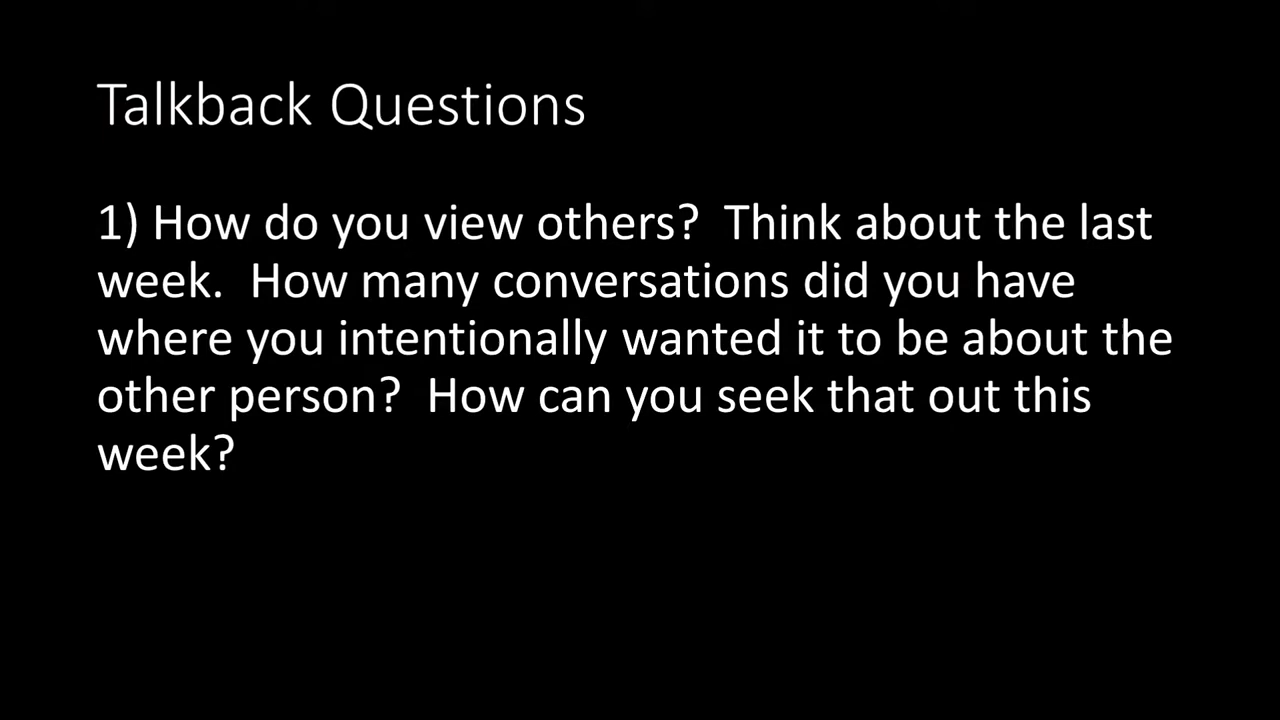 Talkback Questions
1) How do you view others?  Think about the last
week.  How many conversations did you have
where you intentionally wanted it to be about the
other person?  How can you seek that out this
week?